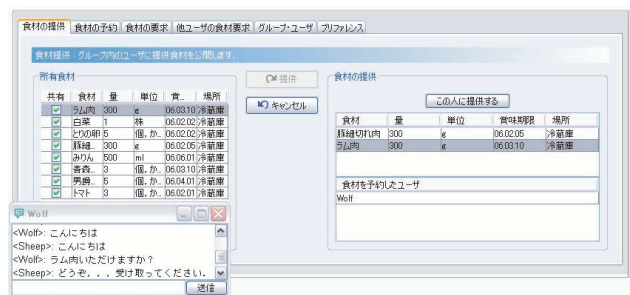 食材の提供 食材の予約 食材の要求 他ユーザの食材要求 グループ・ユーザ プリファレンス
食材提供:グループ内のユーザに提供食材を公開します.
所有食材
共有 食材 量 単位 賞.. 場所
ラム肉 300 g 06.03.10 冷蔵庫
白菜 1 株 06.02.02 冷蔵庫
とりの卵 5 個, か.. 06.02.02 冷蔵庫
豚細.. 300 g 06.02.05 冷蔵庫
みりん 500 ml 06.06.01 冷蔵庫
青森.. 3 個, か.. 06.03.10 冷蔵庫
男爵.. 5 個, か.. 06.04.01 冷蔵庫
トマト 3 個, か.. 06.02.01 冷蔵庫
提供
キャンセル
食材の提供
この人に提供する
食材 量 単位 賞味期限 場所
豚細切れ肉 300 g 06.02.05 冷蔵庫
ラム肉 300 g 06.03.10 冷蔵庫
食材を予約したユーザ
Wolf
Wolf
<Wolf>: こんにちは
<Sheep>: こんにちは
<Wolf>: ラム肉いただけますか?
<Sheep>: どうぞ...受け取ってください.
送信